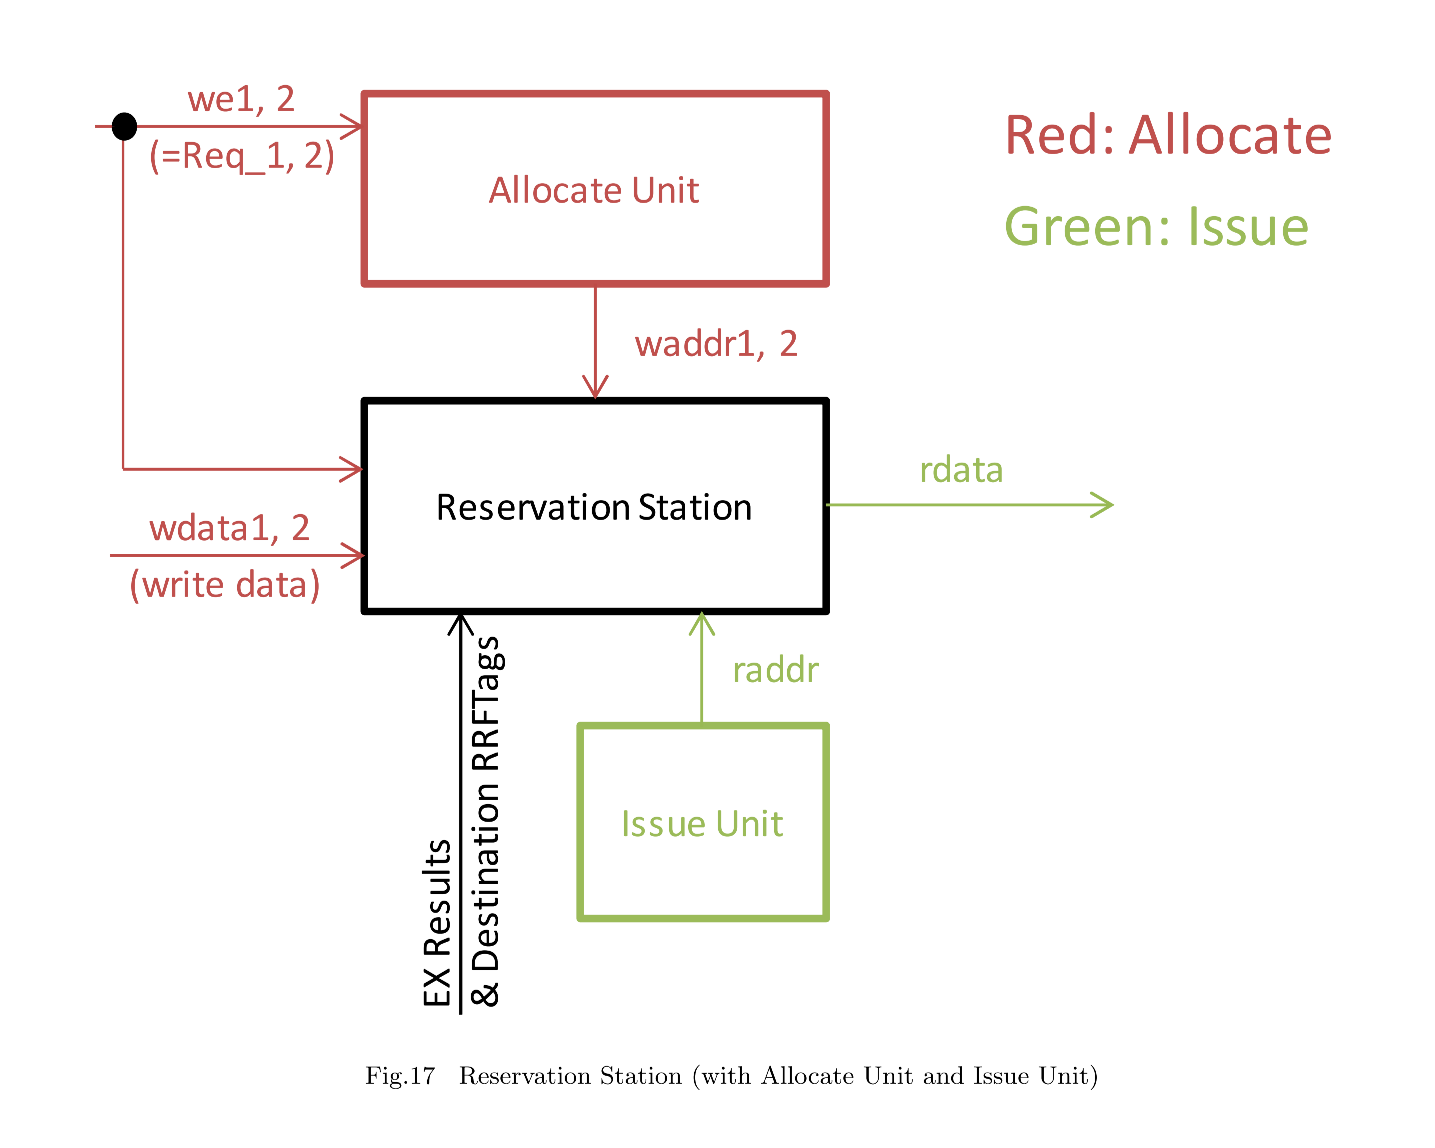 we1, 2
(=Req_1, 2)
Allocate Unit
Red: Allocate
Green: Issue
waddr1, 2
Reservation Station
rdata
wdata1, 2
(write data)
raddr
EX Results
& Destination RRFTags
Issue Unit
Fig.17 Reservation Station (with Allocate Unit and Issue Unit)